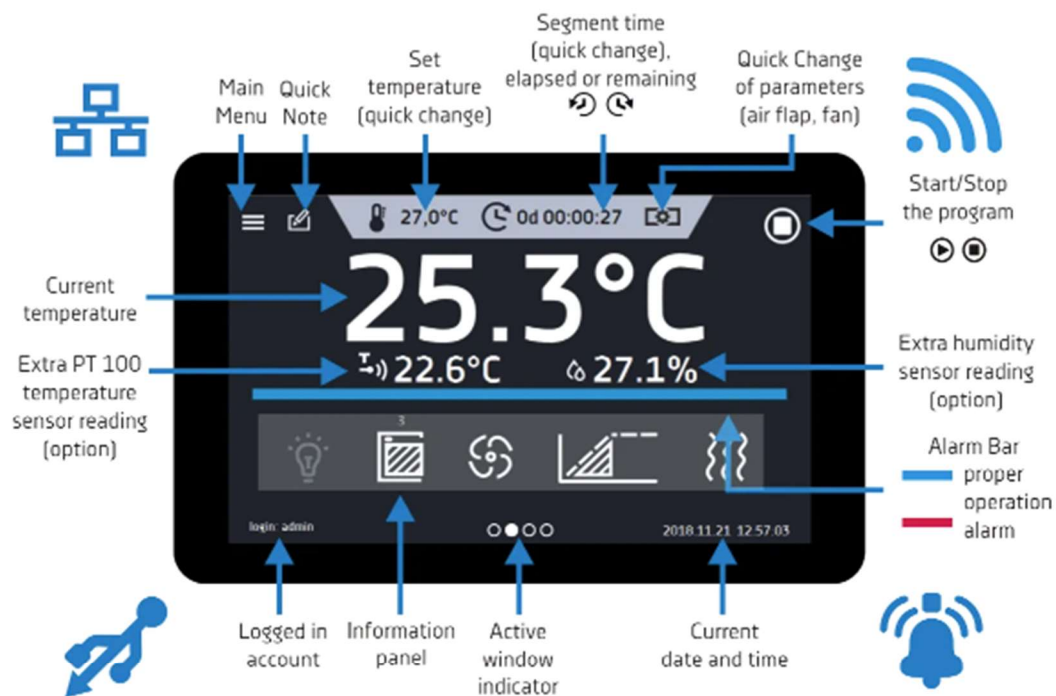 Main
Menu
Quick
Note
Set
temperature
(quick change)
Segment time
(quick change),
elapsed or remaining
Quick Change
of parameters
(air flap, fan)
Start/Stop
the program
27,0°C
0d 00:00:27
25.3°C
22.6°C
27.1%
Current
temperature
Extra PT 100
temperature
sensor reading
(option)
Extra humidity
sensor reading
(option)
Alarm Bar
proper
operation
alarm
3
login: admin
2018.11.21 12.57.03
Logged in
account
Information
panel
Active
window
indicator
Current
date and time